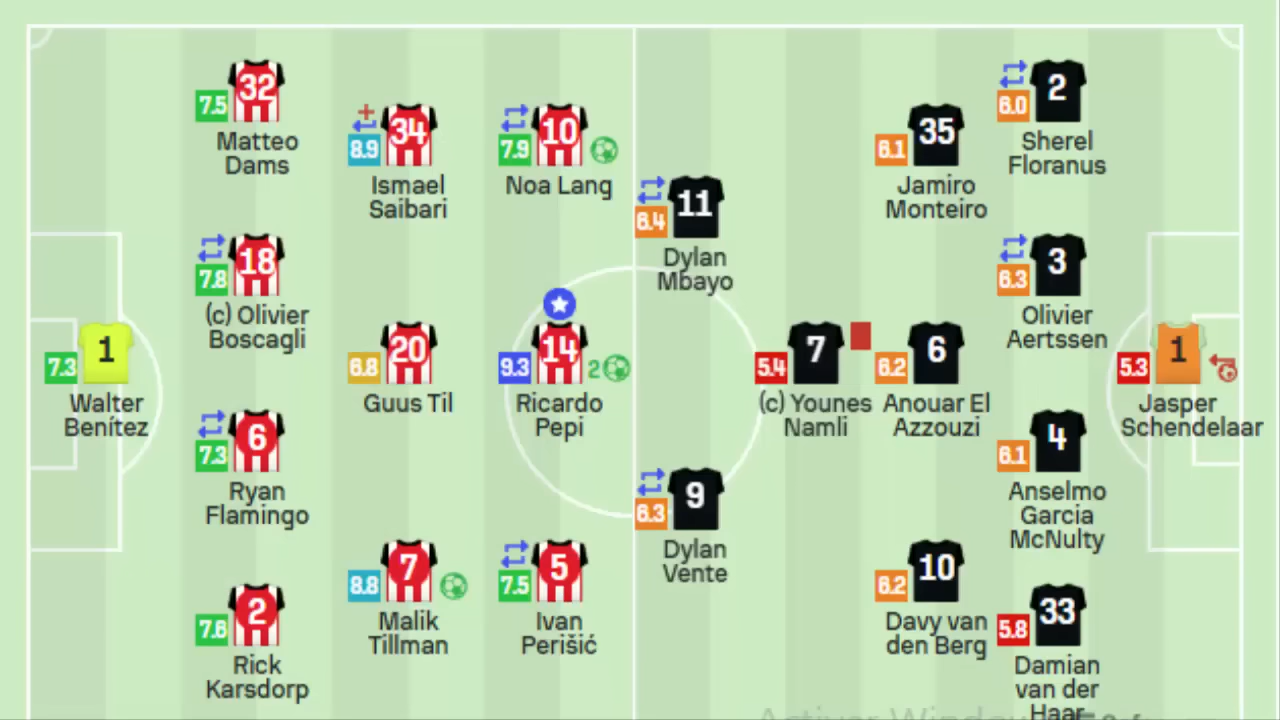 32
7.5
Matteo
Dams
34
8.9
Ismael
Saibari
10
7.9
Noa Lang
35
6.1
Jamiro
Monteiro
2
6.0
Sherel
Floranus
11
6.4
Dylan
Mbayo
18
7.8
(c) Olivier
Boscagli
3
6.3
Olivier
Aertssen
1
7.3
Walter
Benítez
20
6.8
Guus Til
14
9.3
2
Ricardo
Pepi
7
5.4
(c) Younes
Namli
6
6.2
Anouar El
Azzouzi
1
5.3
Jasper
Schendelaar
6
7.3
Ryan
Flamingo
4
6.1
Anselmo
Garcia
McNulty
9
6.3
Dylan
Vente
7
8.8
Malik
Tillman
5
7.5
Ivan
Perišić
10
6.2
Davy van
den Berg
2
7.6
Rick
Karsdorp
33
5.8
Damian
van der
Haar
Activer Window